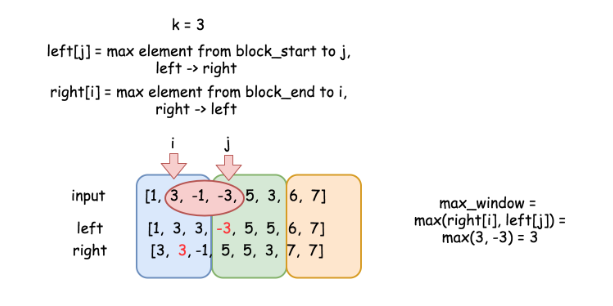 k = 3
left[j] = max element from block_start to j,
left -> right
right[i] = max element from block_end to i,
right -> left
i j
input [1, 3, -1, -3, 5, 3, 6, 7]
left [1, 3, 3, -3, 5, 5, 6, 7]
right [3, 3, -1, 5, 5, 3, 7, 7]
max_window =
max(right[i], left[j]) =
max(3, -3) = 3